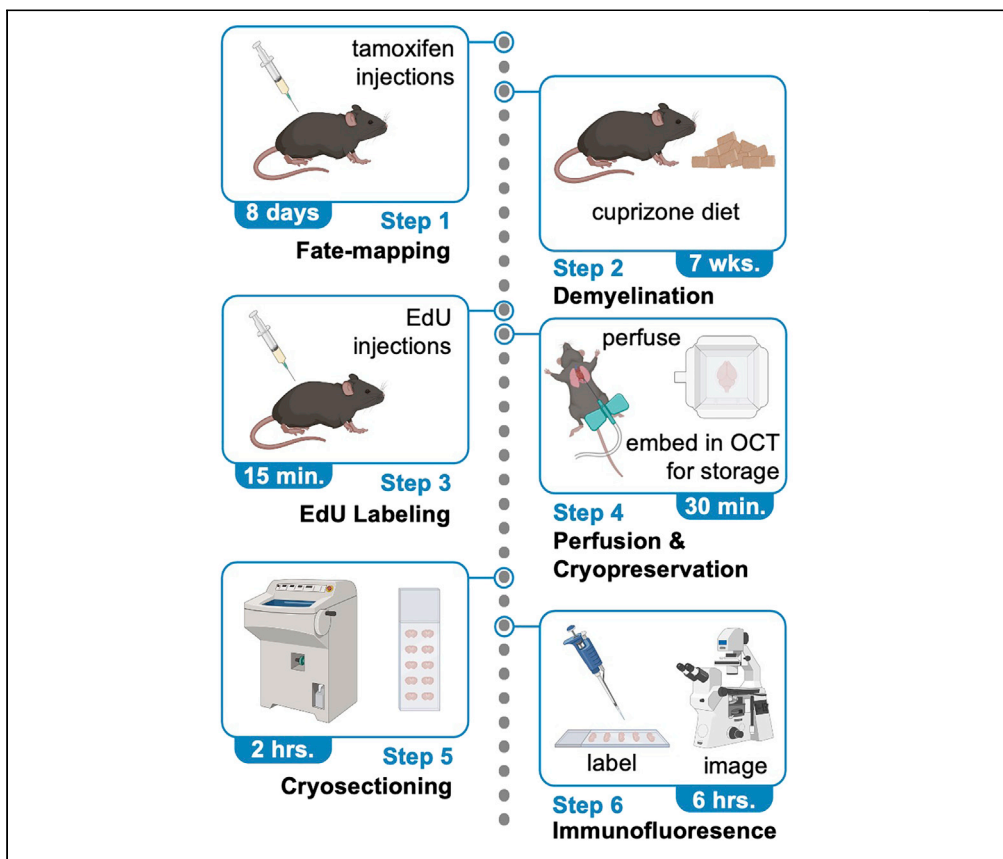 tamoxifen
injections
8 days
Step 1
Fate-mapping
cuprizone diet
7 wks.
Step 2
Demyelination
EdU
injections
15 min.
Step 3
EdU Labeling
perfuse
embed in OCT
for storage
30 min.
Step 4
Perfusion &
Cryopreservation
2 hrs.
Step 5
Cryosectioning
label
image
6 hrs.
Step 6
Immunofluoresence